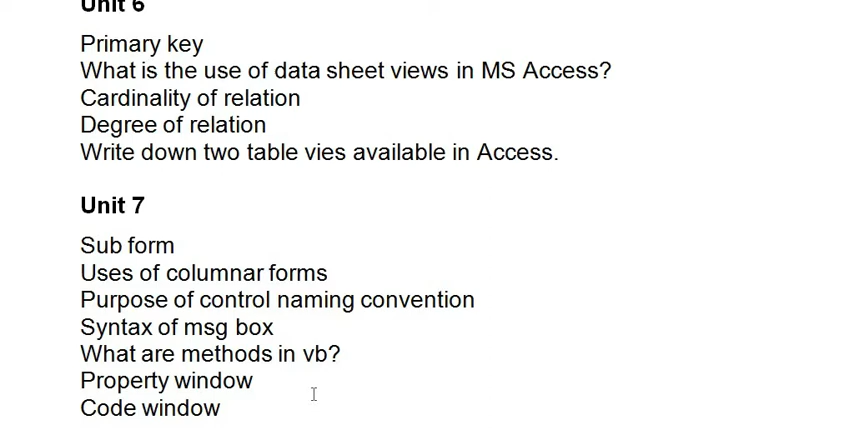 Unit 6
Primary key
What is the use of data sheet views in MS Access?
Cardinality of relation
Degree of relation
Write down two table vies available in Access.
Unit 7
Sub form
Uses of columnar forms
Purpose of control naming convention
Syntax of msg box
What are methods in vb?
Property window
Code window